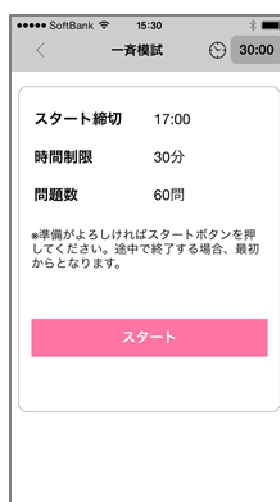 SoftBank 15:30
一斉模試 30:00
スタート締切 17:00
時間制限 30分
問題数 60問
※準備がよろしければスタートボタンを押
してください。途中で終了する場合、最初
からとなります。
スタート